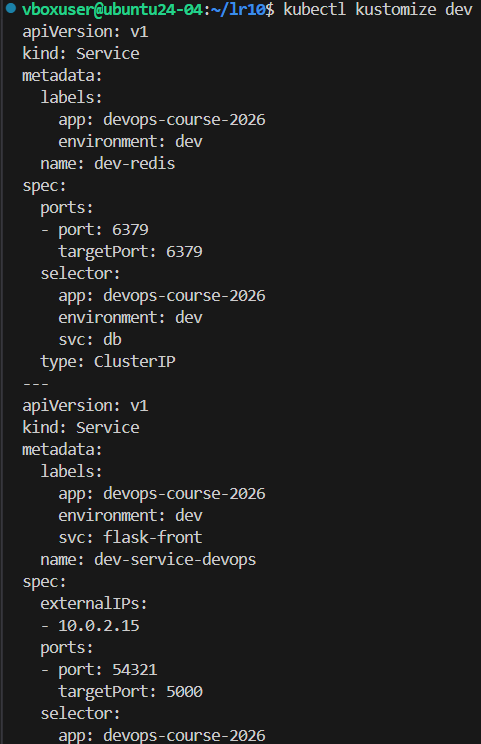 vboxuser@ubuntu24-04:~/lr10$ kubectl kustomize dev
apiVersion: v1
kind: Service
metadata:
  labels:
    app: devops-course-2026
    environment: dev
  name: dev-redis
spec:
  ports:
  - port: 6379
    targetPort: 6379
  selector:
    app: devops-course-2026
    environment: dev
    svc: db
  type: ClusterIP
---
apiVersion: v1
kind: Service
metadata:
  labels:
    app: devops-course-2026
    environment: dev
    svc: flask-front
  name: dev-service-devops
spec:
  externalIPs:
  - 10.0.2.15
  ports:
  - port: 54321
    targetPort: 5000
  selector:
    app: devops-course-2026